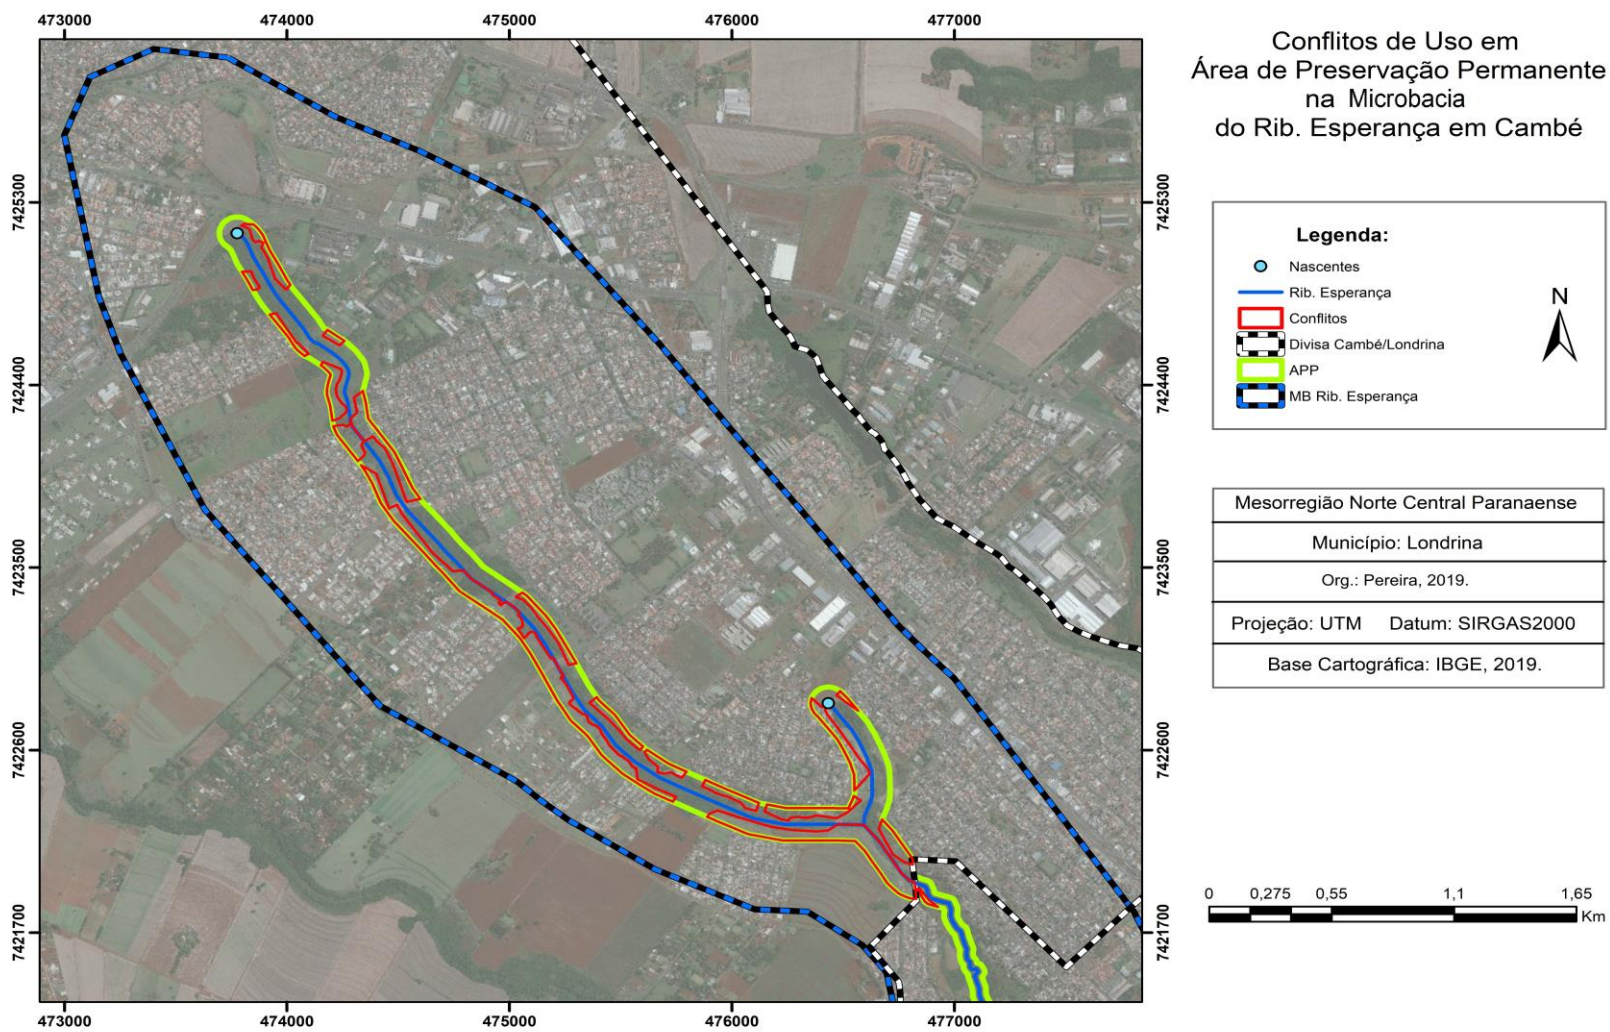 473000 474000 475000 476000 477000
Conflitos de Uso em
Área de Preservação Permanente
na Microbacia
do Rib. Esperança em Cambé
7425300
7424400
7423500
7422600
7421700
7425300
7424400
7423500
7422600
7421700
Legenda:
Nascentes
Rib. Esperança
Conflitos
Divisa Cambé/Londrina
APP
MB Rib. Esperança
N
Mesorregião Norte Central Paranaense
Município: Londrina
Org.: Pereira, 2019.
Projeção: UTM Datum: SIRGAS2000
Base Cartográfica: IBGE, 2019.
0 0,275 0,55 1,1 1,65
Km
473000 474000 475000 476000 477000